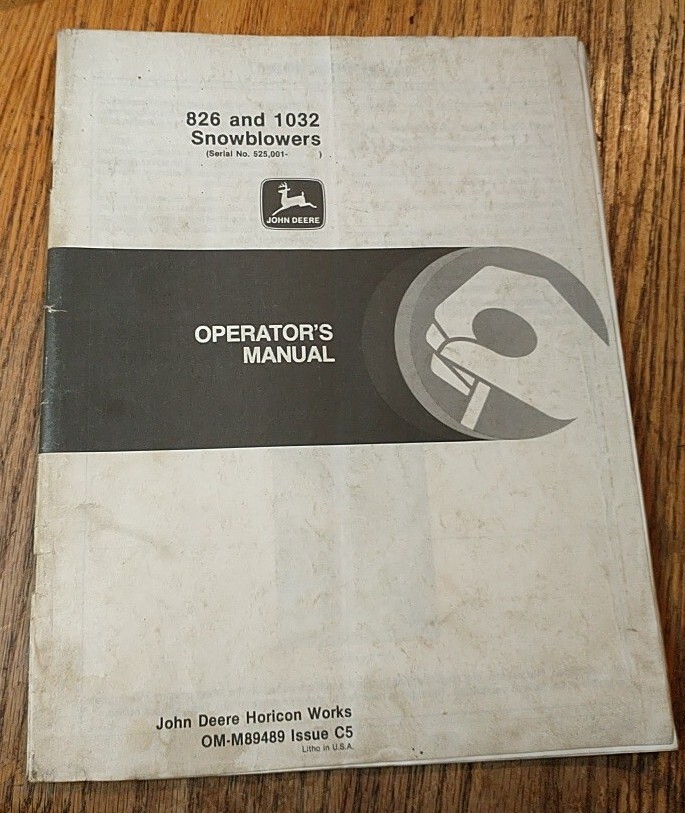 826 and 1032
Snowblowers
(Serial No. 525,001- )
JOHN DEERE
OPERATOR'S
MANUAL
John Deere Horicon Works
OM-M89489 Issue C5
Litho in U.S.A.